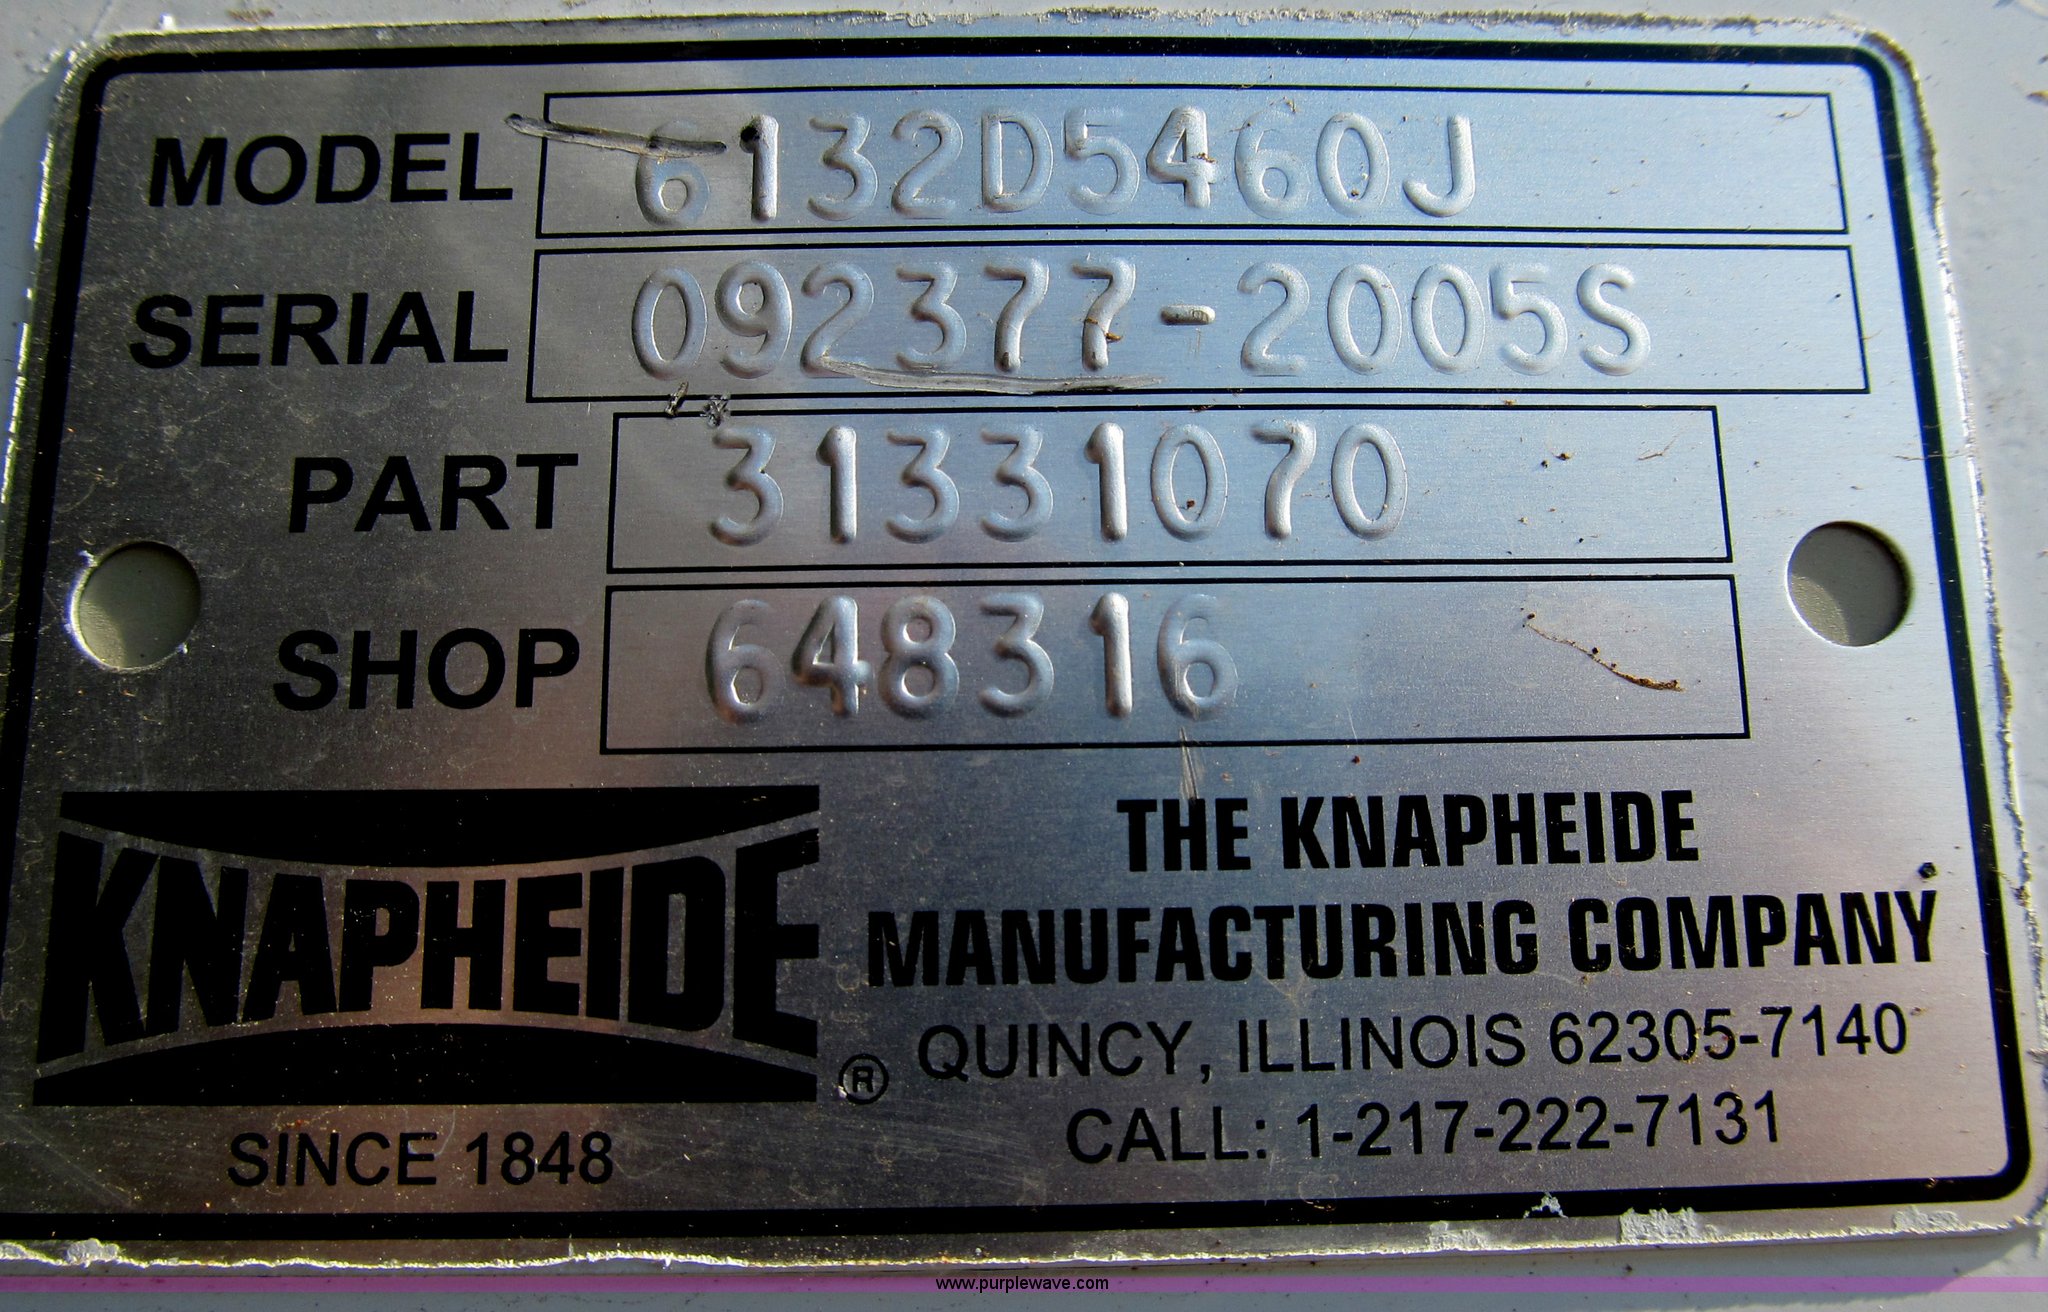 MODEL 6132D5460J
SERIAL 092377-2005S
PART 31331070
SHOP 648316
KNAPHEIDE ®
SINCE 1848
THE KNAPHEIDE
MANUFACTURING COMPANY
QUINCY, ILLINOIS 62305-7140
CALL: 1-217-222-7131
www.purplewave.com